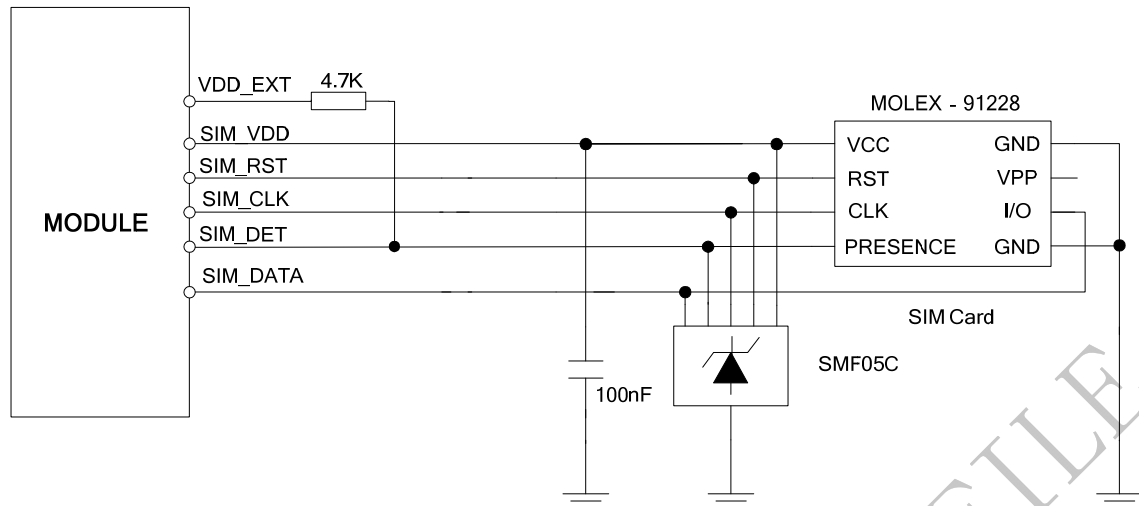 VDD_EXT
4.7K
MOLEX - 91228
SIM_VDD
VCC
GND
SIM_RST
RST
VPP
SIM_CLK
CLK
I/O
MODULE
SIM_DET
PRESENCE
GND
SIM_DATA
SIM Card
SMF05C
100nF
FILE